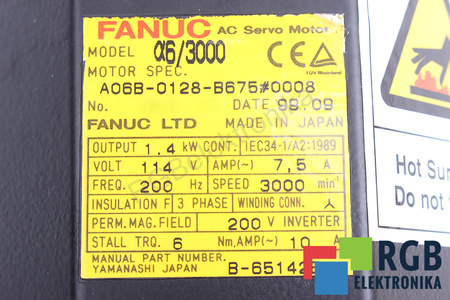 FANUC AC Servo Motor
MODEL α6/3000
MOTOR SPEC. TÜV Rheinland
A06B-0128-B675#0008
No. DATE 98.09
FANUC LTD MADE IN JAPAN
OUTPUT 1.4 kW CONT. IEC34-1/A2:1989
VOLT 114 AMP(~) 7,5 A
FREQ. 200 Hz SPEED 3000 min⁻¹
INSULATION F 3 PHASE WINDING CONN. Y
PERM. MAG. FIELD 200 V INVERTER
STALL TRQ. 6 Nm, AMP(~) 10 A
MANUAL PART NUMBER.
YAMANASHI JAPAN B-65142
Hot Sur
Do not
RGB
ELEKTRONIKA